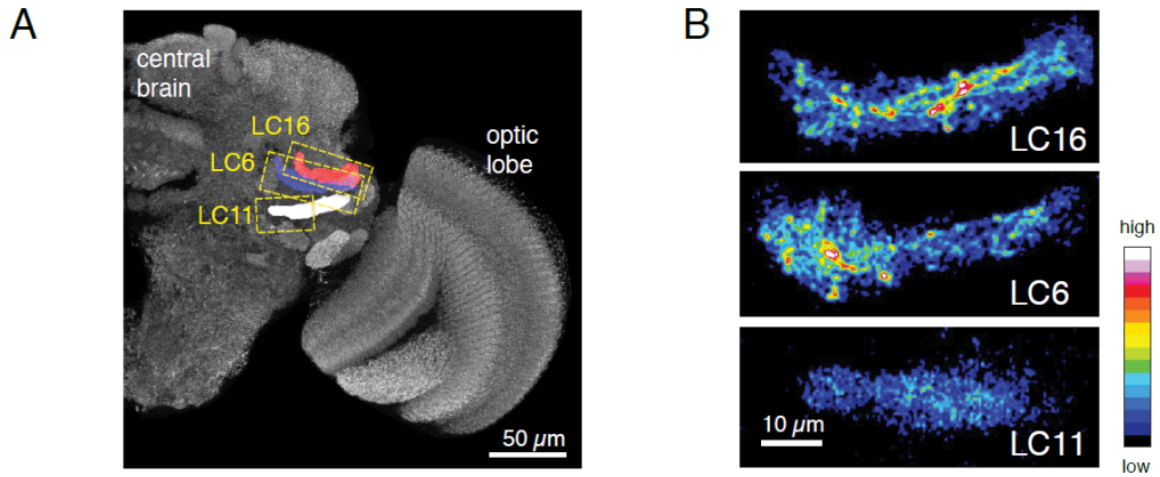 A
central
brain
LC16
LC6
LC11
optic
lobe
50 µm
B
LC16
LC6
LC11
10 µm
high
low